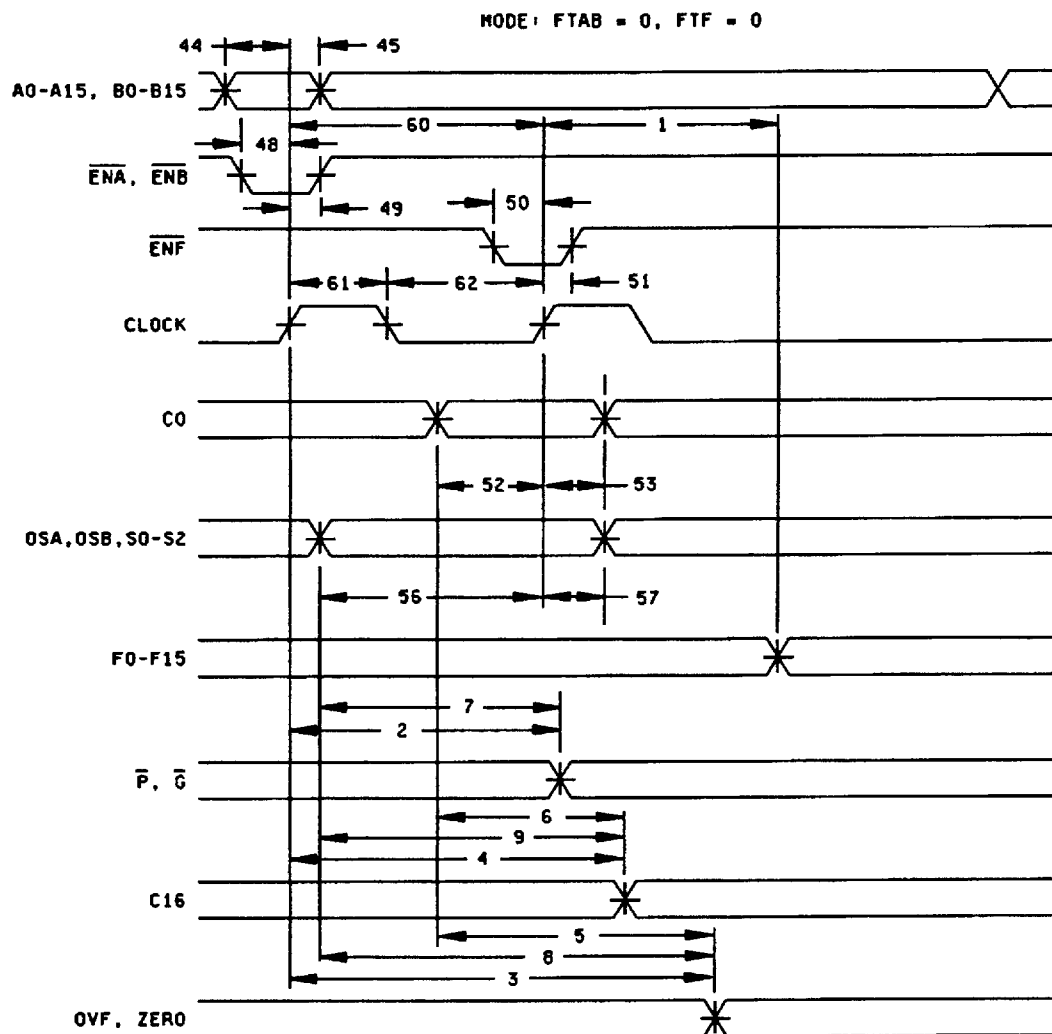 MODE: FTAB = 0, FTF = 0
44 45
A0-A15, B0-B15
60 1
48
ENA, ENB
49
50
ENF
61 62 51
CLOCK
C0
52 53
OSA,OSB,S0-S2
56 57
F0-F15
7
2
P, G
6
9
4
C16
5
8
3
OVF, ZERO